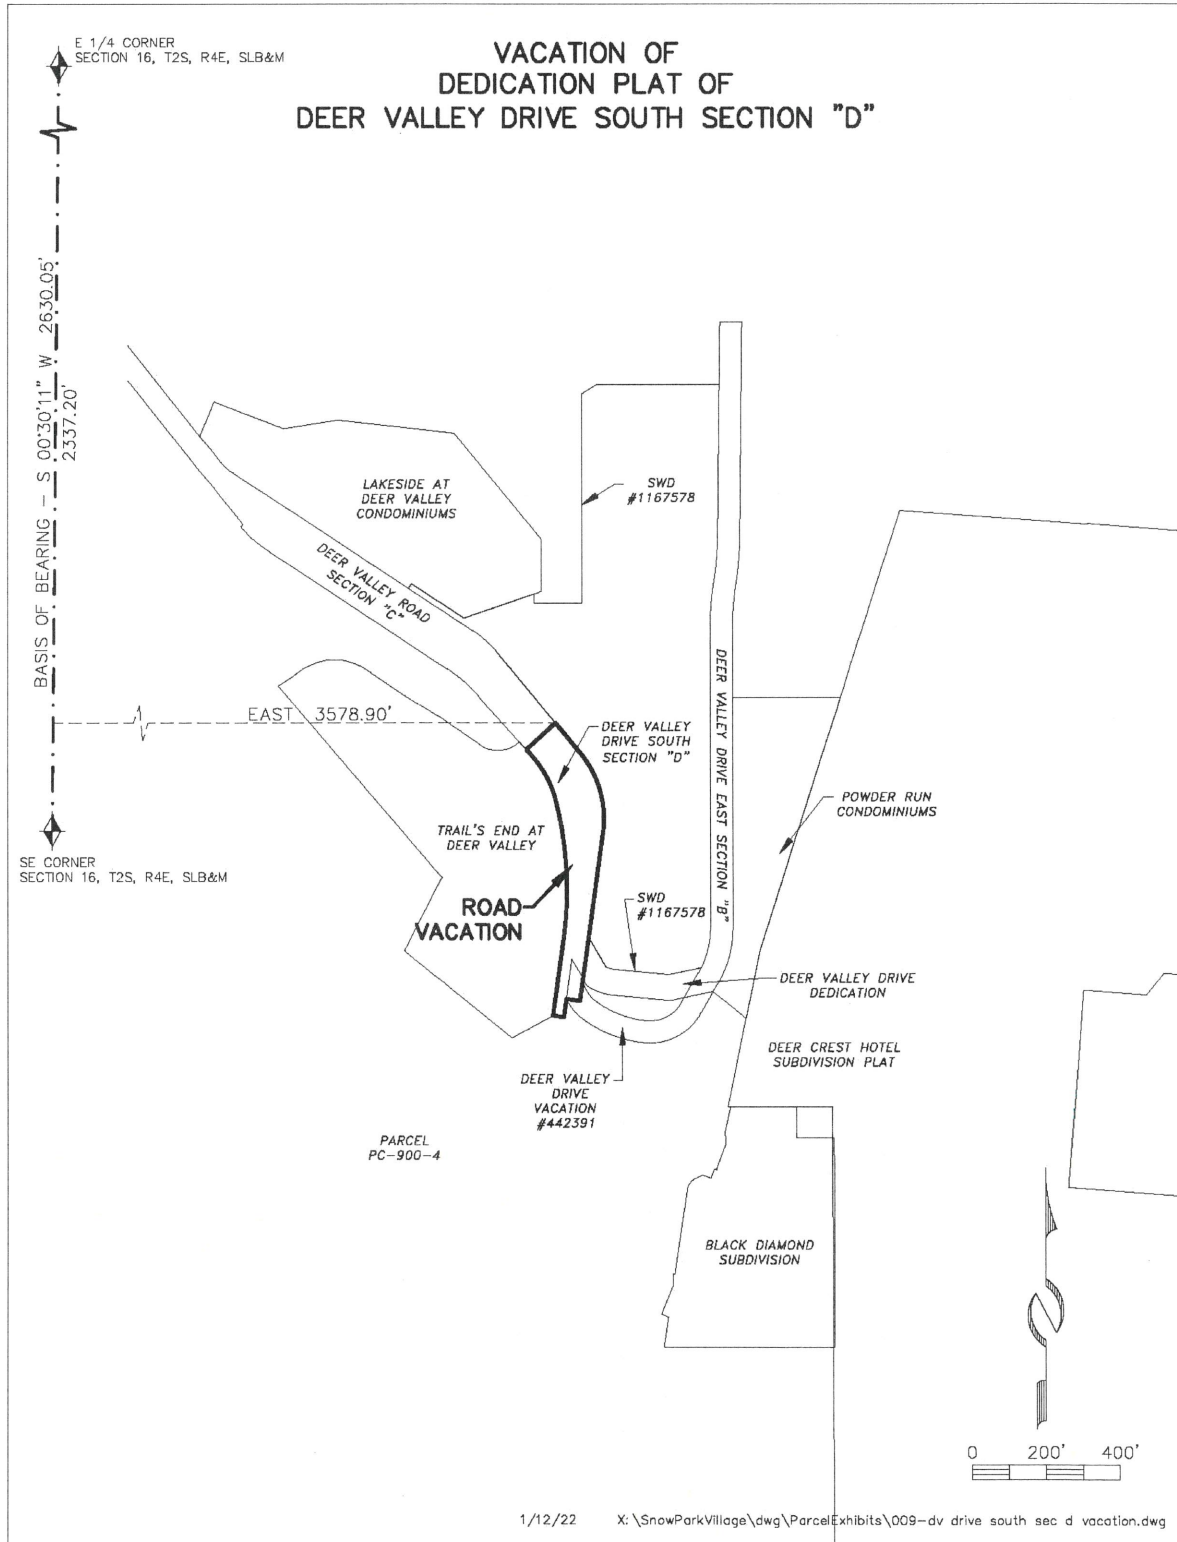 E 1/4 CORNER
SECTION 16, T2S, R4E, SLB&M
VACATION OF
DEDICATION PLAT OF
DEER VALLEY DRIVE SOUTH SECTION "D"
BASIS OF BEARING - S 00°30'11" W 2630.05'
2337.20'
LAKESIDE AT
DEER VALLEY
CONDOMINIUMS
SWD
#1167578
DEER VALLEY ROAD
SECTION "C"
DEER VALLEY DRIVE EAST SECTION "B"
EAST 3578.90'
DEER VALLEY
DRIVE SOUTH
SECTION "D"
POWDER RUN
CONDOMINIUMS
TRAIL'S END AT
DEER VALLEY
SE CORNER
SECTION 16, T2S, R4E, SLB&M
ROAD
VACATION
SWD
#1167578
DEER VALLEY DRIVE
DEDICATION
DEER CREST HOTEL
SUBDIVISION PLAT
DEER VALLEY
DRIVE
VACATION
#442391
PARCEL
PC-900-4
BLACK DIAMOND
SUBDIVISION
0 200' 400'
1/12/22 X:\SnowParkVillage\dwg\ParcelExhibits\009-dv drive south sec d vacation.dwg